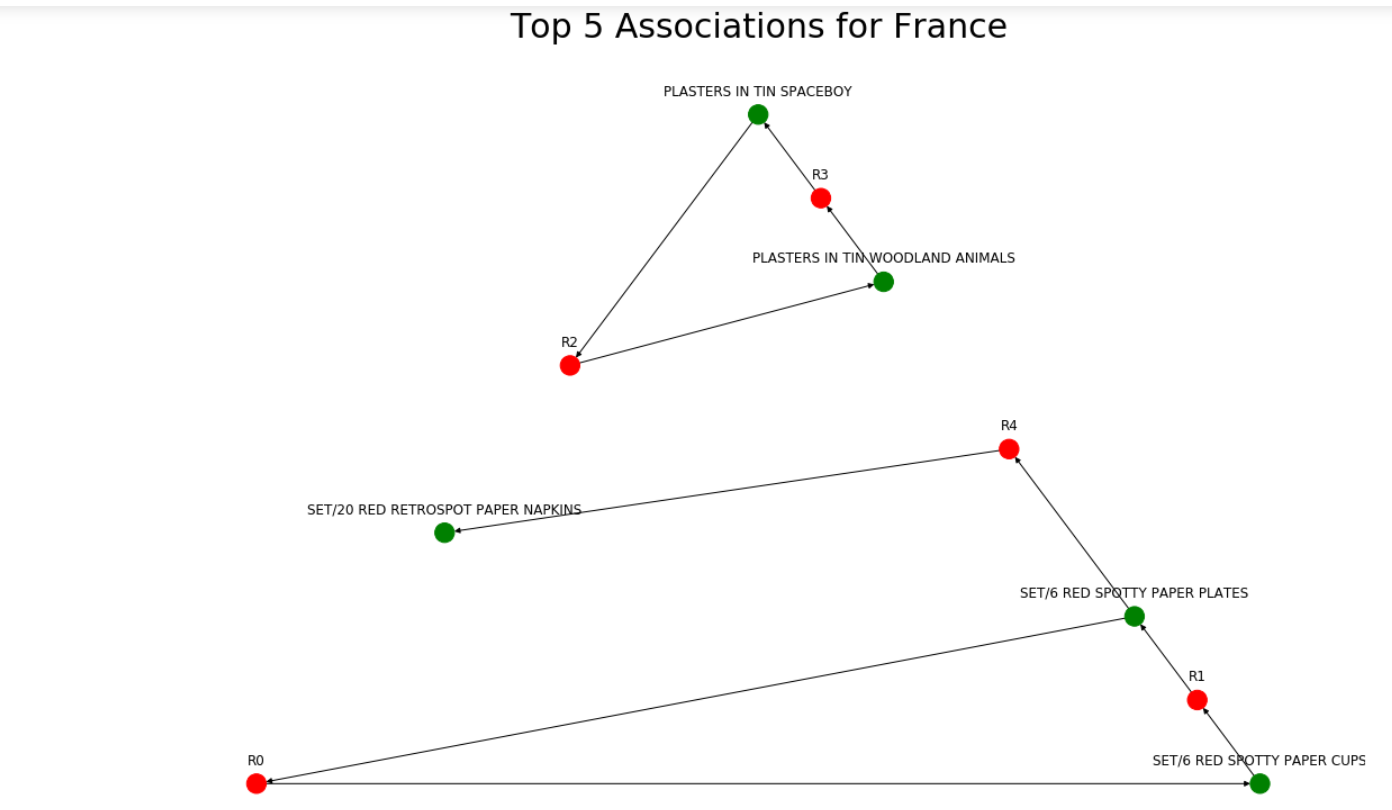 Top 5 Associations for France
PLASTERS IN TIN SPACEBOY
R3
PLASTERS IN TIN WOODLAND ANIMALS
R2
R4
SET/20 RED RETROSPOT PAPER NAPKINS
SET/6 RED SPOTTY PAPER PLATES
R1
R0
SET/6 RED SPOTTY PAPER CUPS